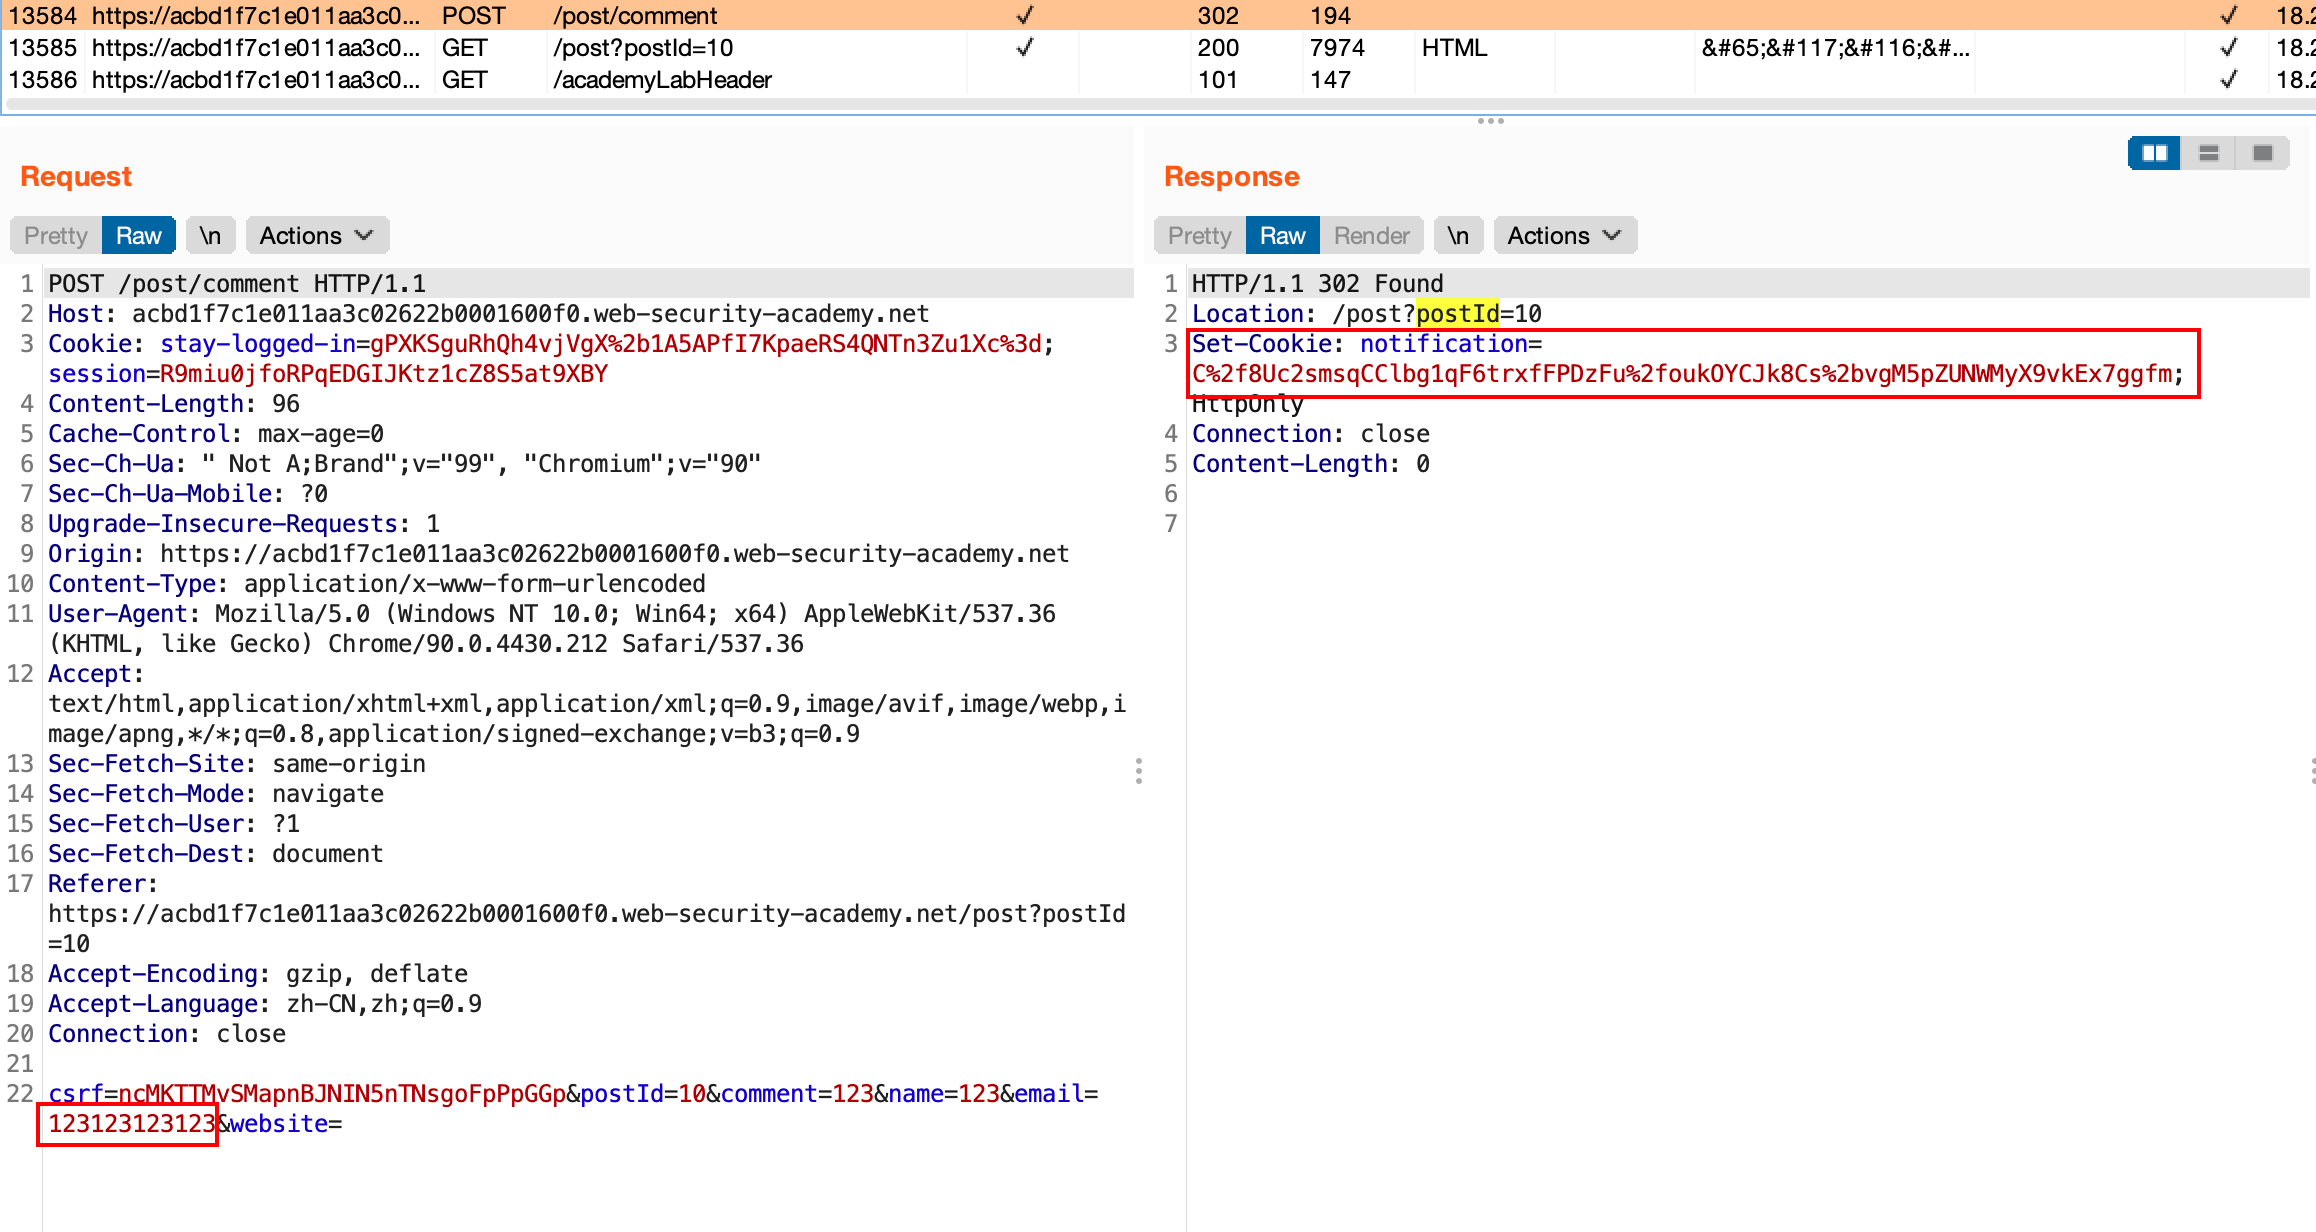 13584 https://acbd1f7c1e011aa3c0... POST /post/comment ✓ 302 194 ✓ 18.2
13585 https://acbd1f7c1e011aa3c0... GET /post?postId=10 ✓ 200 7974 HTML &#65;&#117;&#116;&#... ✓ 18.2
13586 https://acbd1f7c1e011aa3c0... GET /academyLabHeader 101 147 ✓ 18.2
Request
Pretty Raw \n Actions
1 POST /post/comment HTTP/1.1
2 Host: acbd1f7c1e011aa3c02622b0001600f0.web-security-academy.net
3 Cookie: stay-logged-in=gPXKSguRhQh4vjVgX%2b1A5APfI7KpaeRS4QNTn3Zu1Xc%3d;
session=R9miu0jfoRPqEDGIJKtz1cZ8S5at9XBY
4 Content-Length: 96
5 Cache-Control: max-age=0
6 Sec-Ch-Ua: " Not A;Brand";v="99", "Chromium";v="90"
7 Sec-Ch-Ua-Mobile: ?0
8 Upgrade-Insecure-Requests: 1
9 Origin: https://acbd1f7c1e011aa3c02622b0001600f0.web-security-academy.net
10 Content-Type: application/x-www-form-urlencoded
11 User-Agent: Mozilla/5.0 (Windows NT 10.0; Win64; x64) AppleWebKit/537.36
(KHTML, like Gecko) Chrome/90.0.4430.212 Safari/537.36
12 Accept:
text/html,application/xhtml+xml,application/xml;q=0.9,image/avif,image/webp,i
mage/apng,*/*;q=0.8,application/signed-exchange;v=b3;q=0.9
13 Sec-Fetch-Site: same-origin
14 Sec-Fetch-Mode: navigate
15 Sec-Fetch-User: ?1
16 Sec-Fetch-Dest: document
17 Referer:
https://acbd1f7c1e011aa3c02622b0001600f0.web-security-academy.net/post?postId
=10
18 Accept-Encoding: gzip, deflate
19 Accept-Language: zh-CN,zh;q=0.9
20 Connection: close
21
22 csrf=ncMKTTMvSMapnBJNIN5nTNsgoFpPpGGp&postId=10&comment=123&name=123&email=
123123123123&website=
Response
Pretty Raw Render \n Actions
1 HTTP/1.1 302 Found
2 Location: /post?postId=10
3 Set-Cookie: notification=
C%2f8Uc2smsqCClbg1qF6trxfFPDzFu%2foukOYCJk8Cs%2bvgM5pZUNWMyX9vkEx7ggfm;
HttpOnly
4 Connection: close
5 Content-Length: 0
6
7